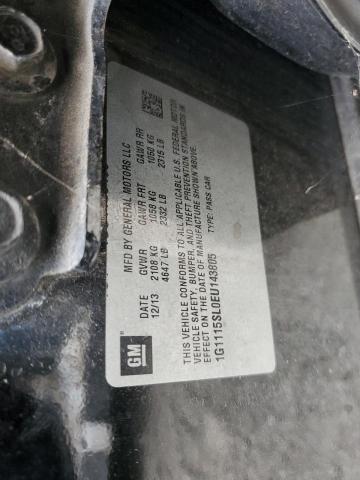 MFD BY GENERAL MOTORS LLC
DATE GVWR GAWR FRT GAWR RR
12/13 2108 KG 1058 KG 1050 KG
4647 LB 2332 LB 2315 LB
THIS VEHICLE CONFORMS TO ALL APPLICABLE U.S. FEDERAL MOTOR
VEHICLE SAFETY, BUMPER, AND THEFT PREVENTION STANDARDS IN
EFFECT ON THE DATE OF MANUFACTURE SHOWN ABOVE.
1G1115SL0EU143805 TYPE: PASS CAR
GM